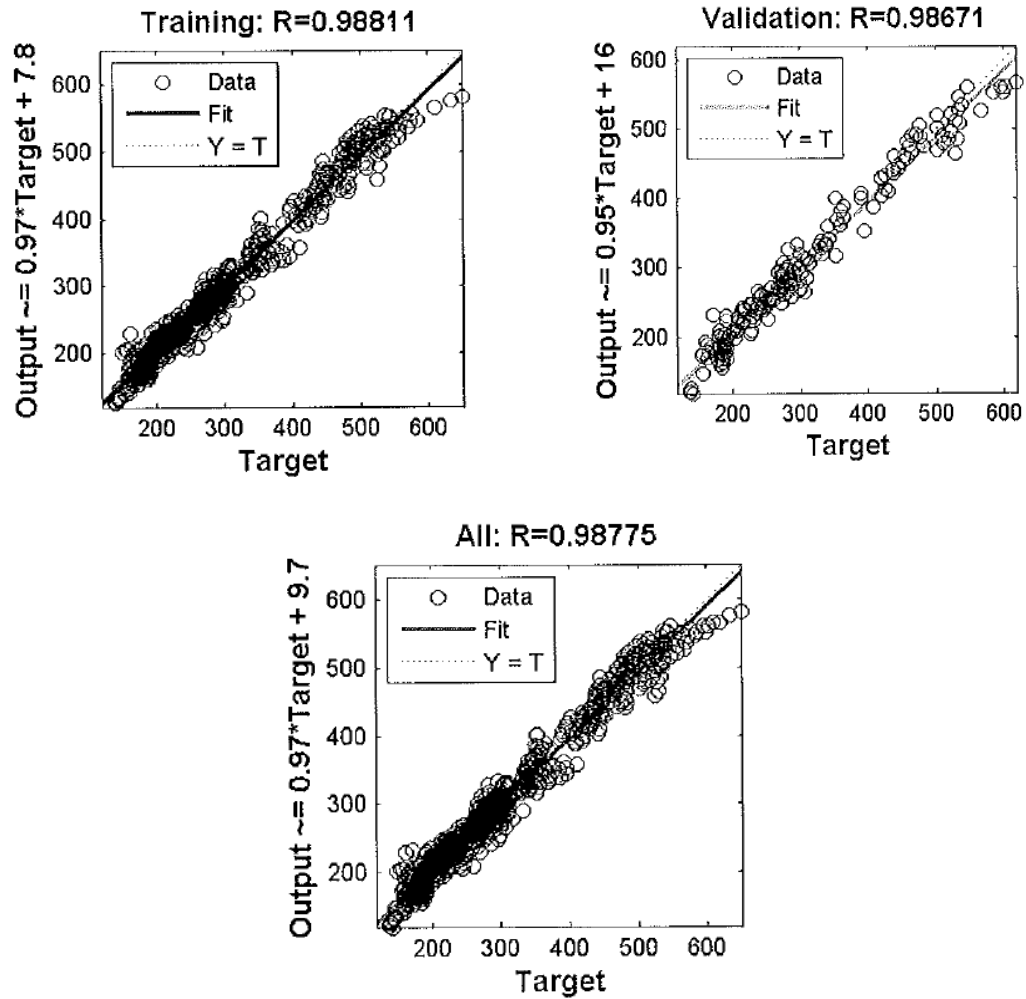 Training: R=0.98811
Output ~= 0.97*Target + 7.8
600
500
400
300
200
Data
Fit
Y = T
200 300 400 500 600
Target
Validation: R=0.98671
Output ~= 0.95*Target + 16
600
500
400
300
200
Data
Fit
Y = T
200 300 400 500 600
Target
All: R=0.98775
Output ~= 0.97*Target + 9.7
600
500
400
300
200
Data
Fit
Y = T
200 300 400 500 600
Target